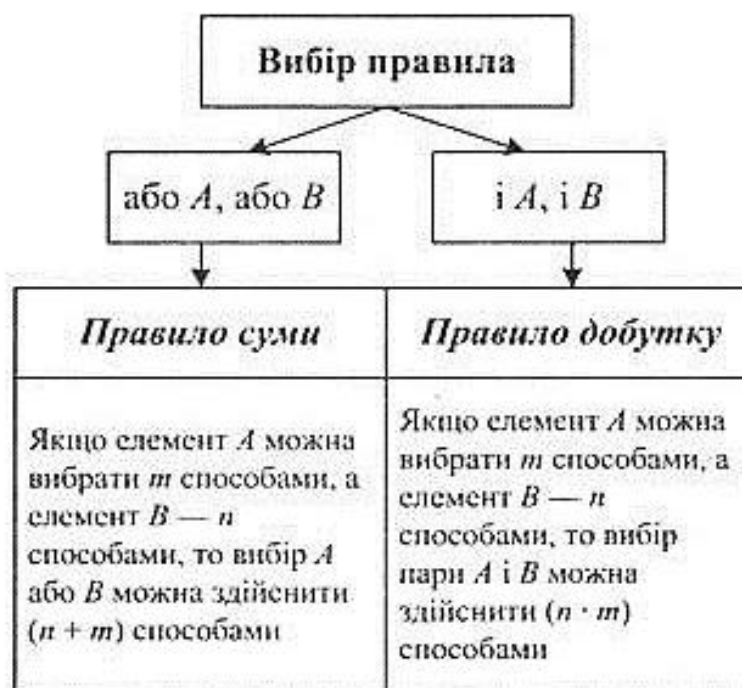 Вибір правила
або A, або B
і A, і B
Правило суми
Правило добутку
Якщо елемент A можна
вибрати m способами, а
елемент B — n
способами, то вибір A
або B можна здійснити
(n + m) способами
Якщо елемент A можна
вибрати m способами, а
елемент B — n
способами, то вибір
пари A і B можна
здійснити (n · m)
способами